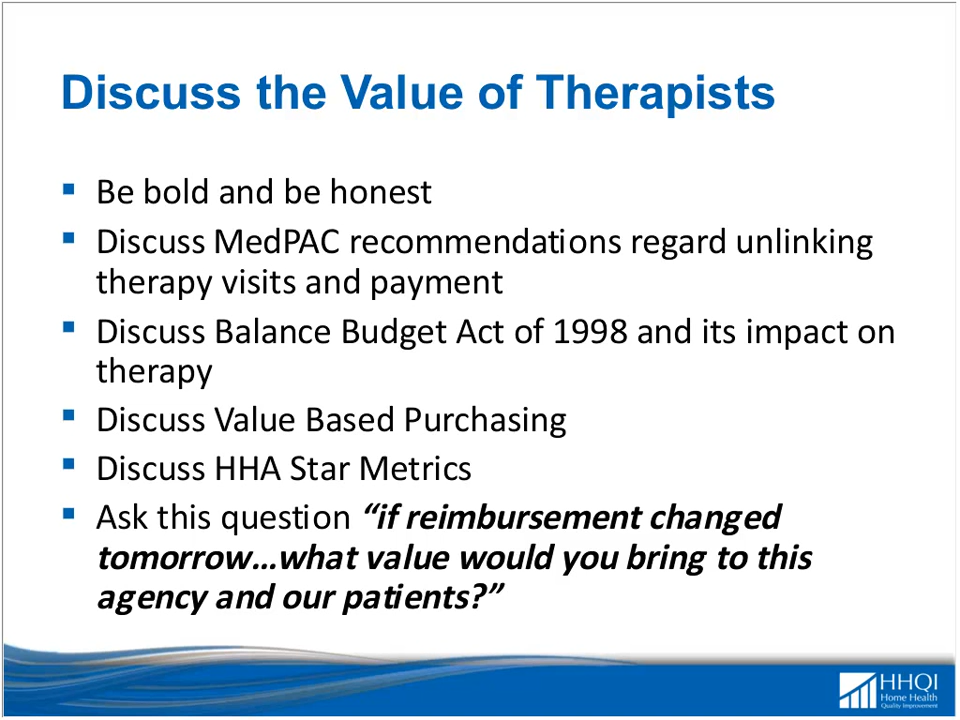 Discuss the Value of Therapists
Be bold and be honest
Discuss MedPAC recommendations regard unlinking
therapy visits and payment
Discuss Balance Budget Act of 1998 and its impact on
therapy
Discuss Value Based Purchasing
Discuss HHA Star Metrics
Ask this question “if reimbursement changed
tomorrow…what value would you bring to this
agency and our patients?”
HHQI
Home Health
Quality Improvement